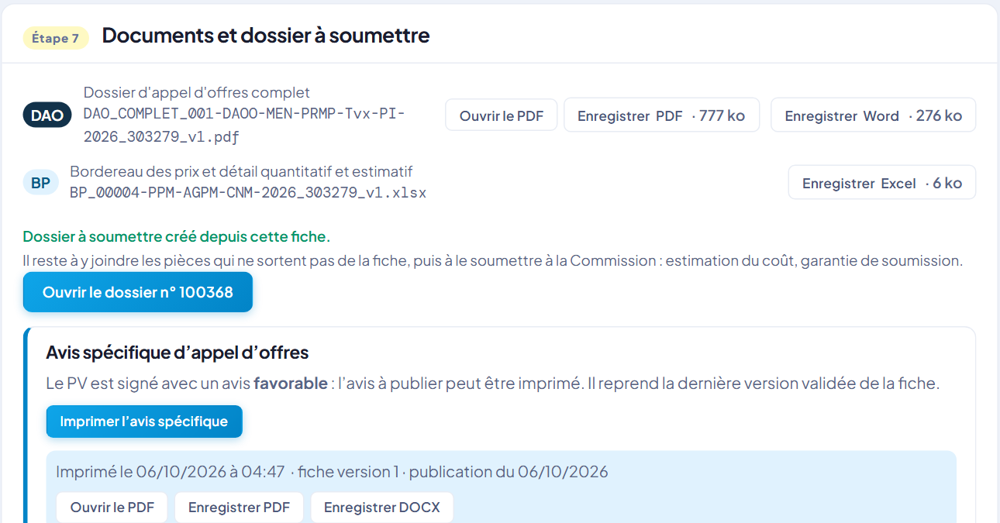 Étape 7 Documents et dossier à soumettre
DAO
Dossier d'appel d'offres complet
DAO_COMPLET_001-DAOO-MEN-PRMP-Tvx-PI-
2026_303279_v1.pdf
Ouvrir le PDF
Enregistrer PDF · 777 ko
Enregistrer Word · 276 ko
BP
Bordereau des prix et détail quantitatif et estimatif
BP_00004-PPM-AGPM-CNM-2026_303279_v1.xlsx
Enregistrer Excel · 6 ko
Dossier à soumettre créé depuis cette fiche.
Il reste à y joindre les pièces qui ne sortent pas de la fiche, puis à le soumettre à la Commission : estimation du coût, garantie de soumission.
Ouvrir le dossier n° 100368
Avis spécifique d’appel d’offres
Le PV est signé avec un avis favorable : l’avis à publier peut être imprimé. Il reprend la dernière version validée de la fiche.
Imprimer l’avis spécifique
Imprimé le 06/10/2026 à 04:47 · fiche version 1 · publication du 06/10/2026
Ouvrir le PDF
Enregistrer PDF
Enregistrer DOCX